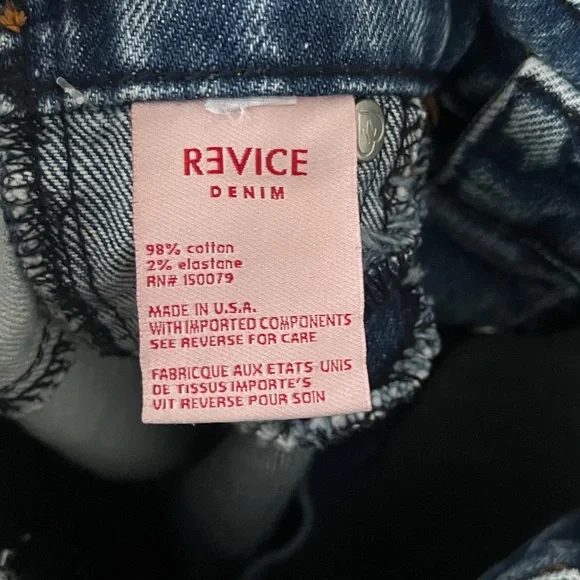 RƎVICE
DENIM
98% cotton
2% elastane
RN# 150079
MADE IN U.S.A.
WITH IMPORTED COMPONENTS
SEE REVERSE FOR CARE
FABRIQUE AUX ETATS UNIS
DE TISSUS IMPORTE'S
VIT REVERSE POUR SOIN